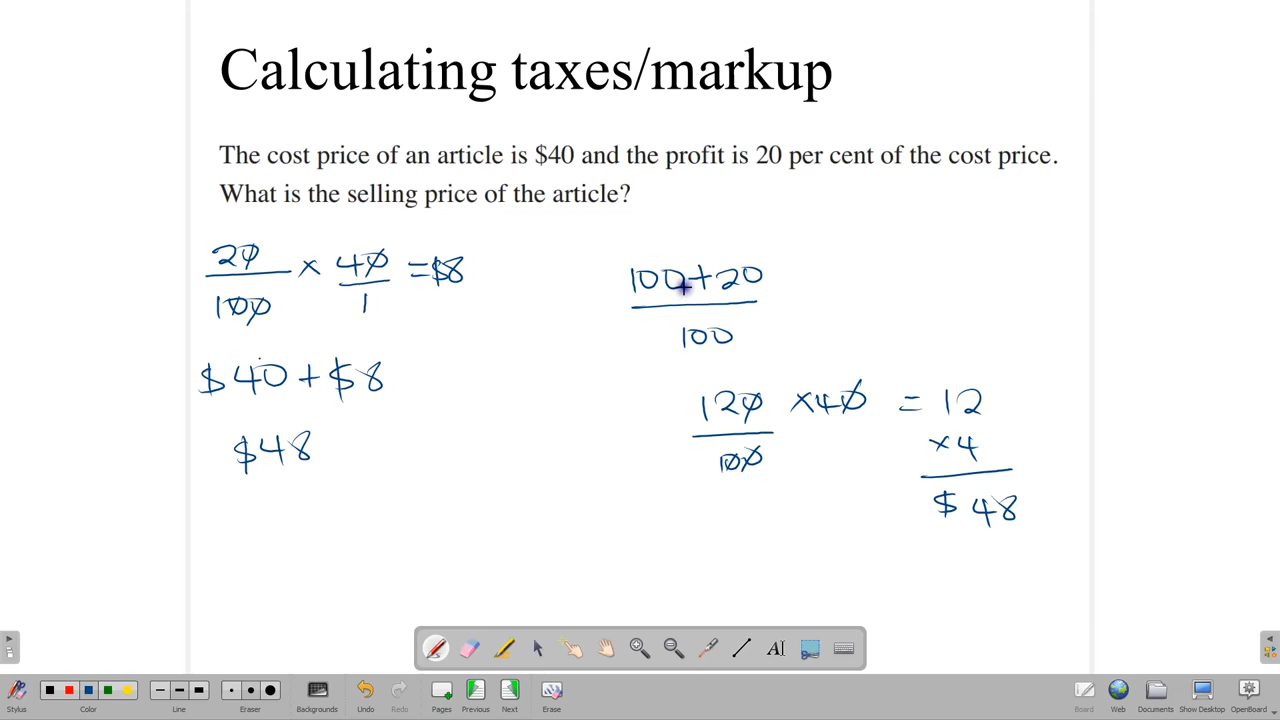 Calculating taxes/markup
The cost price of an article is $40 and the profit is 20 per cent of the cost price.
What is the selling price of the article?
20/100 × 40/1 = $8
$40 + $8
$48
100+20
100
120/100 ×40 = 12
×4
$ 48
Stylus
Color
Line
Eraser
Backgrounds
Undo
Redo
Pages
Previous
Next
Erase
Board
Web
Documents
Show Desktop
OpenBoard